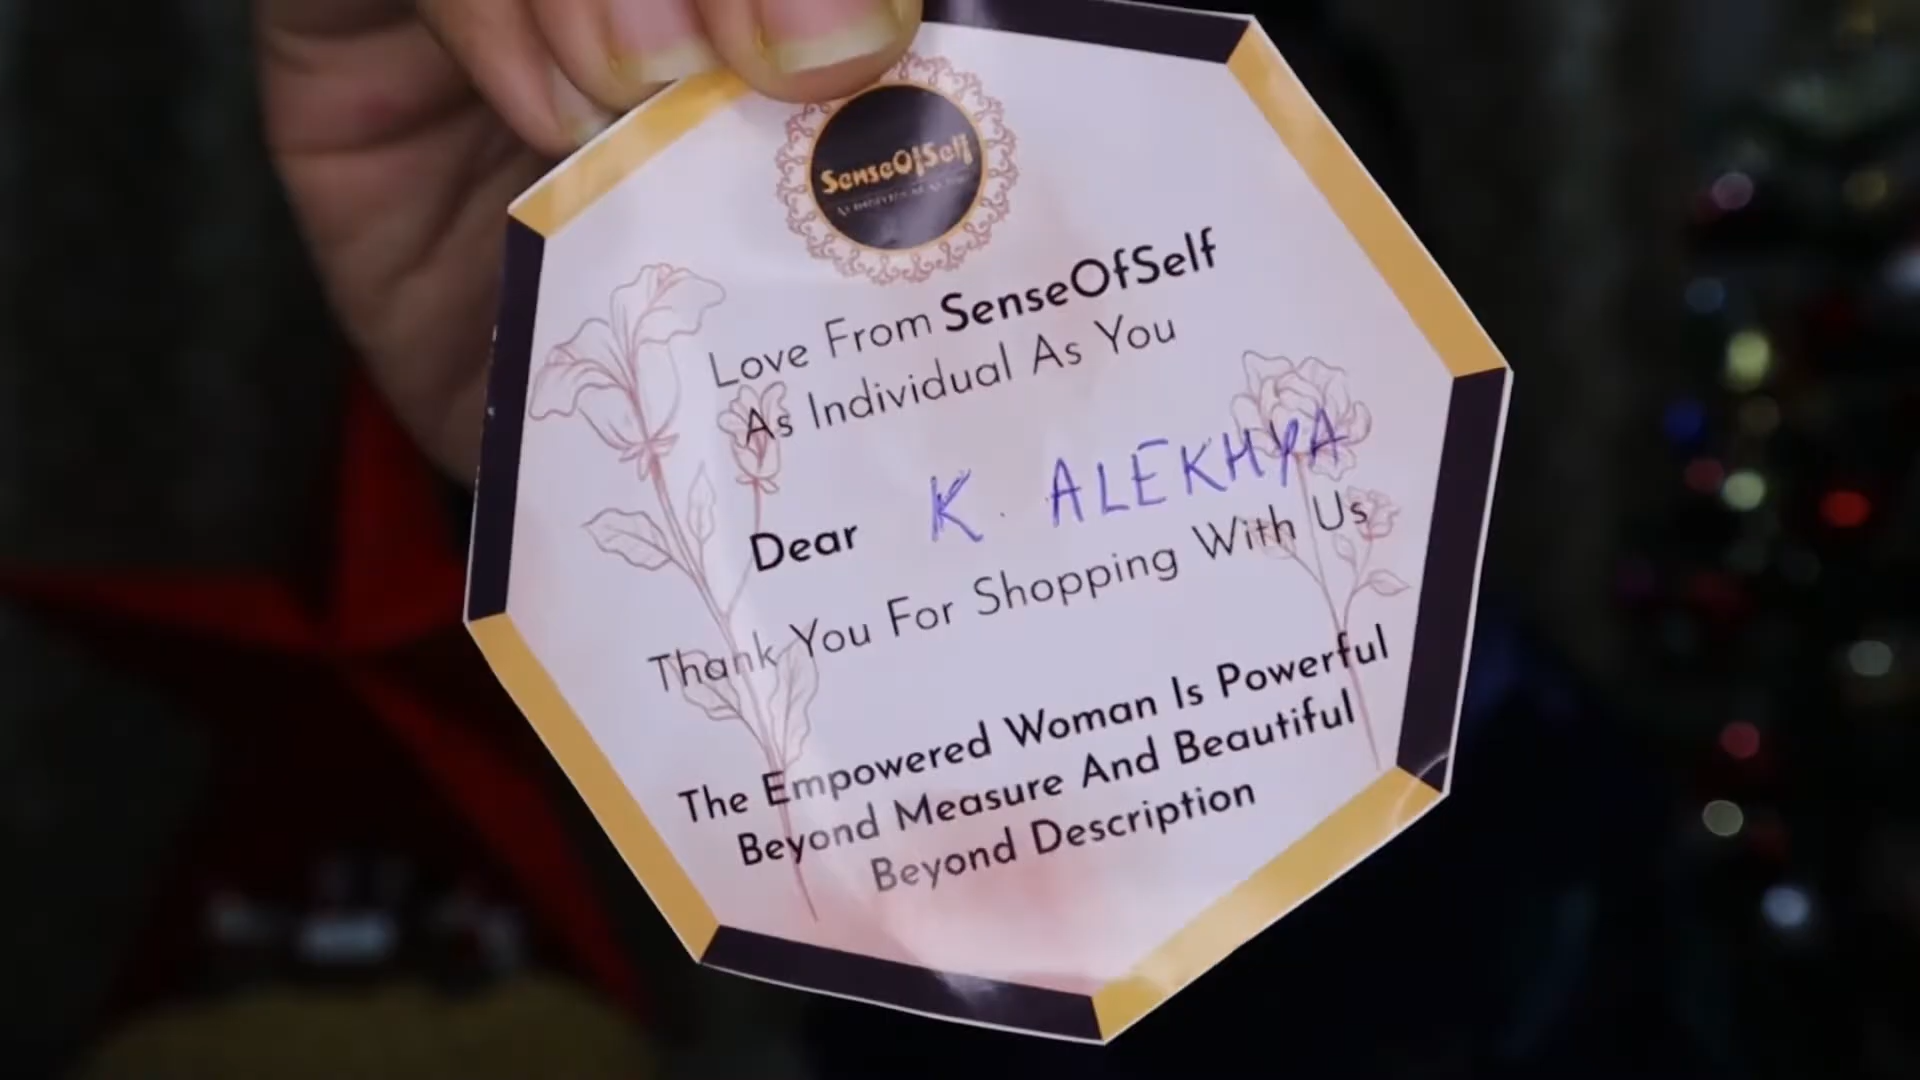 SenseOfSelf
Love From SenseOfSelf
As Individual As You
Dear K. ALEKHYA
Thank You For Shopping With Us
The Empowered Woman Is Powerful
Beyond Measure And Beautiful
Beyond Description